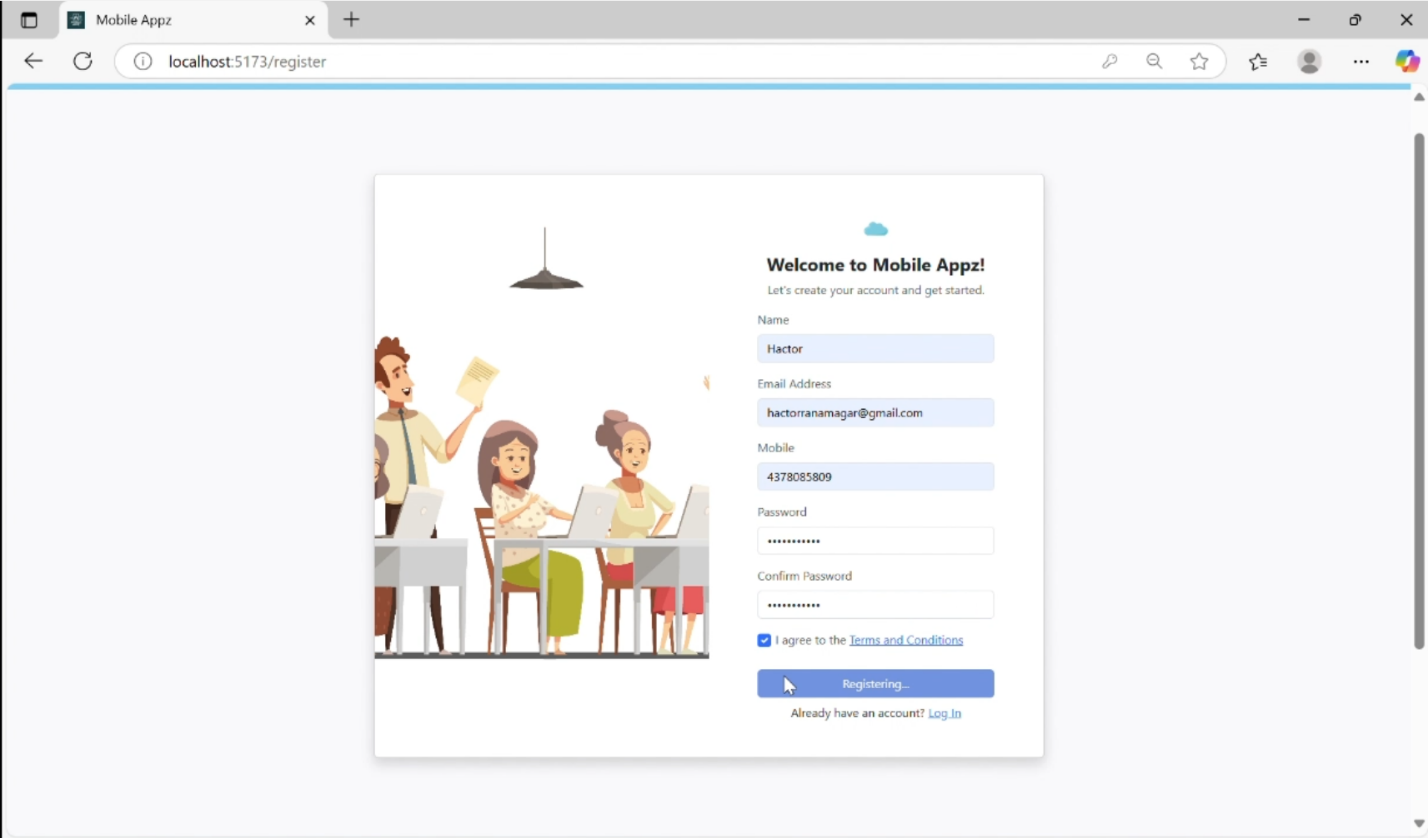 Mobile Appz
localhost:5173/register
Welcome to Mobile Appz!
Let's create your account and get started.
Name
Hactor
Email Address
hactorranamagar@gmail.com
Mobile
4378085809
Password
•••••••••••
Confirm Password
•••••••••••
I agree to the Terms and Conditions
Registering...
Already have an account? Log In